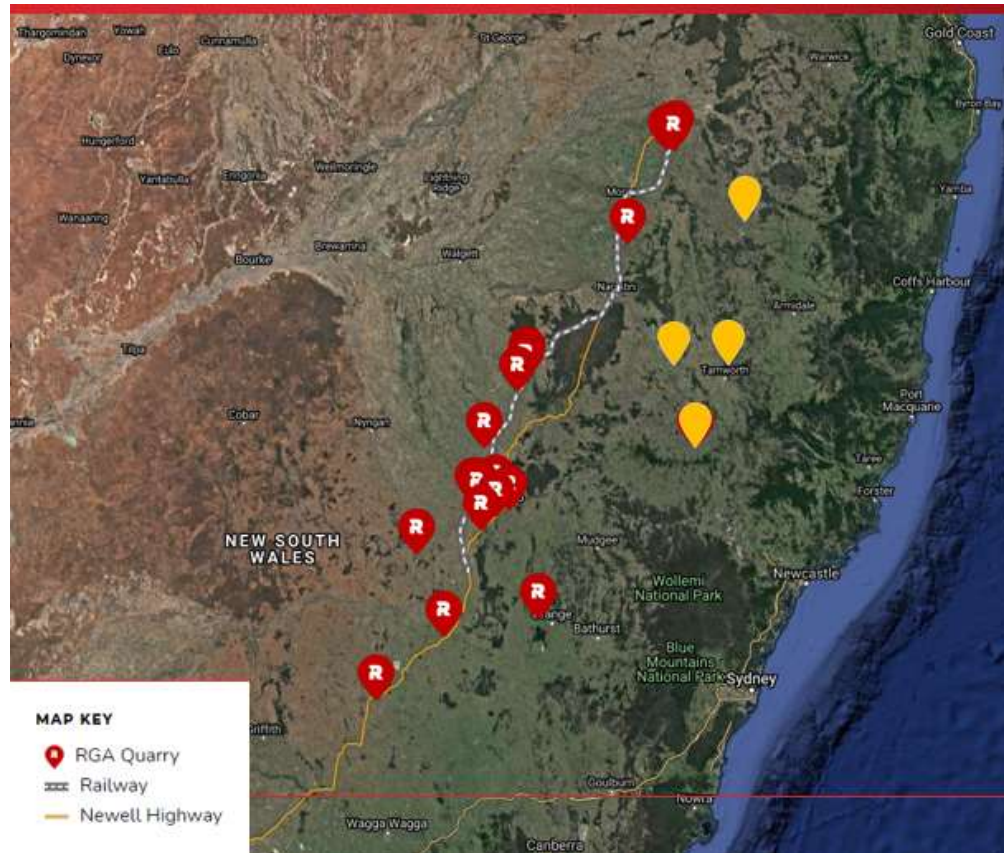 Thargomindah
Yowah
Cunnamulla
St George
Gold Coast
Dynevor
Eulo
Warwick
Byron Bay
Hungerford
Weilmoringle
Lightning
Ridge
Yantabulla
Enngonia
Yamba
Wanaaring
Brewarrina
Walgett
Bourke
Coffs Harbour
Armidale
Tilpa
Tamworth
Port
Macquarie
Cobar
Nyngan
Taree
Forster
NEW SOUTH
WALES
Mudgee
Newcastle
Wollemi
National Park
Bathurst
Blue
Mountains
National Park
Sydney
MAP KEY
R RGA Quarry
Railway
Newell Highway
Griffith
Goulburn
Nowra
Wagga Wagga
Canberra
R
R
R
R
R
R
R
R
R
R
R